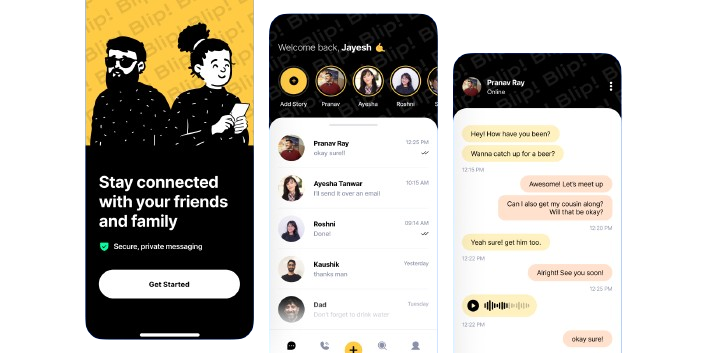 Blip! Blip! Blip!
Stay connected
with your friends
and family
Secure, private messaging
Get Started
Welcome back, Jayesh
Add Story
Pranav
Ayesha
Roshni
Pranav Ray
12:25 PM
okay sure!!
Ayesha Tanwar
10:15 AM
I'll send it over an email
Roshni
09:14 AM
Done!
Kaushik
Yesterday
thanks man
Dad
Tuesday
Don't forget to drink water
Pranav Ray
Online
Hey! How have you been?
Wanna catch up for a beer?
12:15 PM
Awesome! Let's meet up
Can I also get my cousin along?
Will that be okay?
12:20 PM
Yeah sure! get him too.
12:22 PM
Alright! See you soon!
12:25 PM
12:22 PM
okay sure!